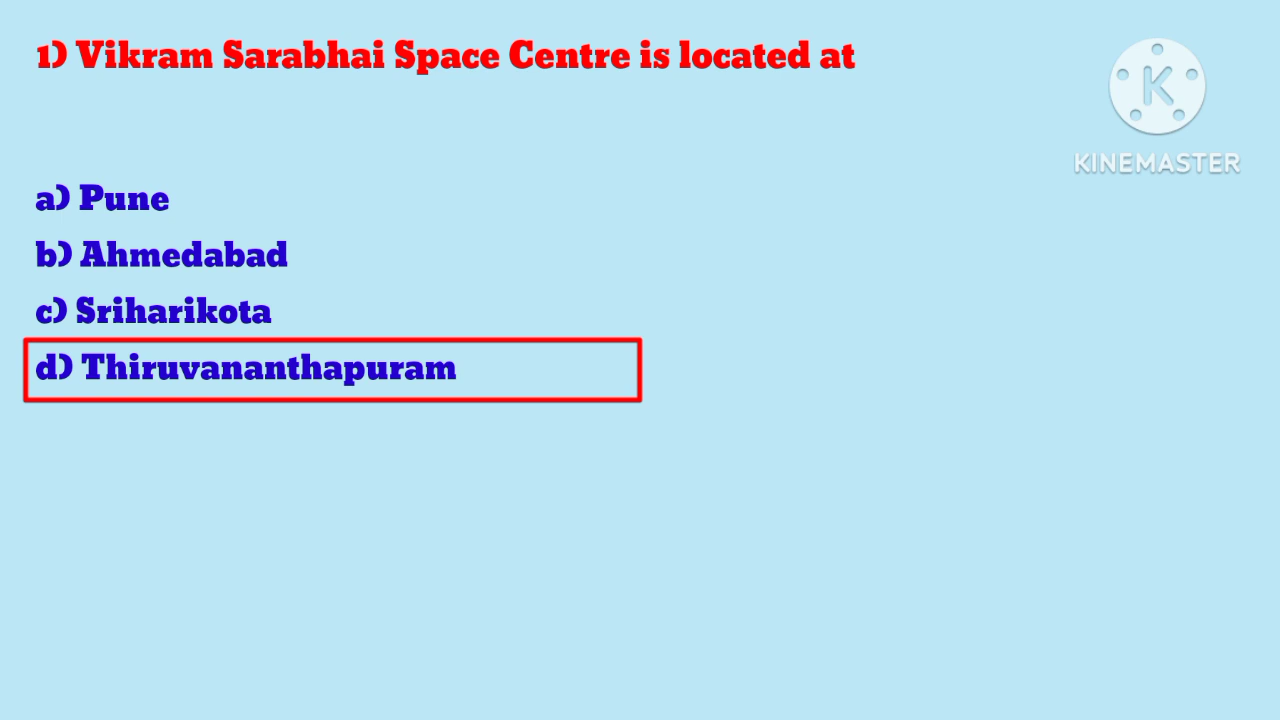 1) Vikram Sarabhai Space Centre is located at
K
KINEMASTER
a) Pune
b) Ahmedabad
c) Sriharikota
d) Thiruvananthapuram